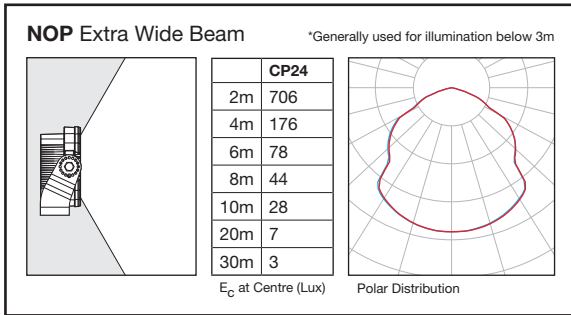 NOP Extra Wide Beam
*Generally used for illumination below 3m
CP24
2m 706
4m 176
6m 78
8m 44
10m 28
20m 7
30m 3
EC at Centre (Lux)
Polar Distribution